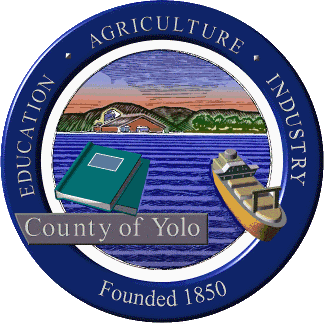 EDUCATION • AGRICULTURE • INDUSTRY
County of Yolo
Founded 1850